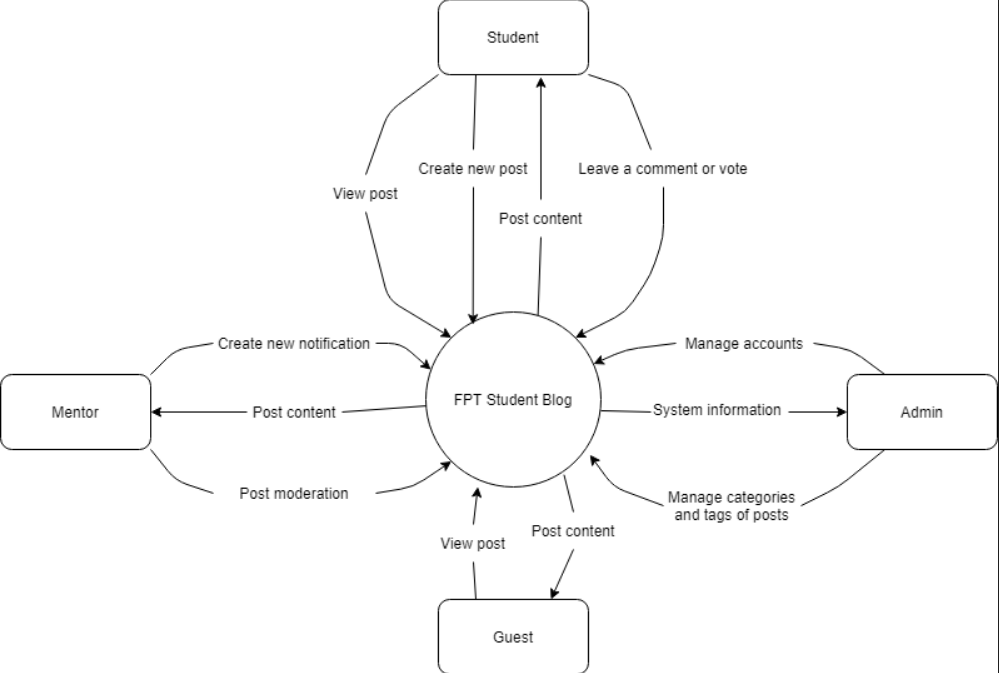 Student
Create new post
Leave a comment or vote
View post
Post content
Create new notification
Manage accounts
Mentor
Post content
FPT Student Blog
System information
Admin
Post moderation
Manage categories
and tags of posts
View post
Post content
Guest